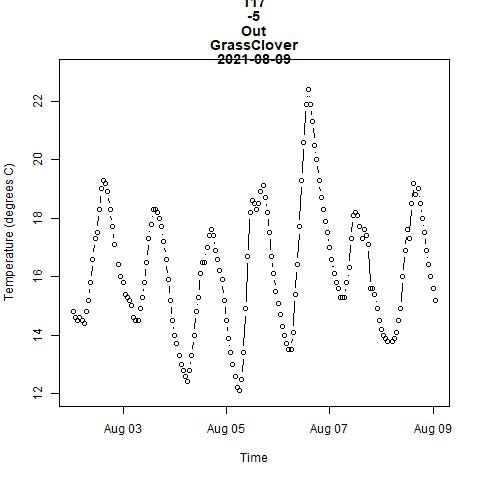 T17
-5
Out
GrassClover
2021-08-09
22
20
18
16
14
12
Temperature (degrees C)
Aug 03
Aug 05
Aug 07
Aug 09
Time